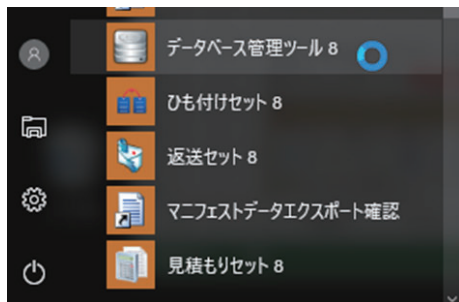 データベース管理ツール 8
ひも付けセット 8
返送セット 8
マニフェストデータエクスポート確認
見積もりセット 8